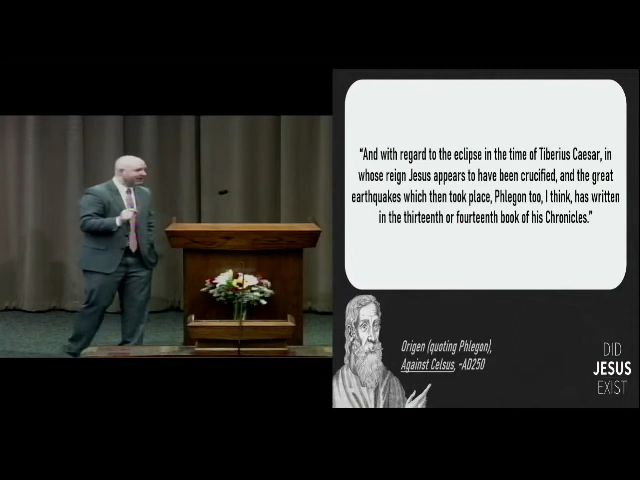 “And with regard to the eclipse in the time of Tiberius Caesar, in
whose reign Jesus appears to have been crucified, and the great
earthquakes which then took place, Phlegon too, I think, has written
in the thirteenth or fourteenth book of his Chronicles.”
Origen (quoting Phlegon),
Against Celsus, ~AD250
DID
JESUS
EXIST